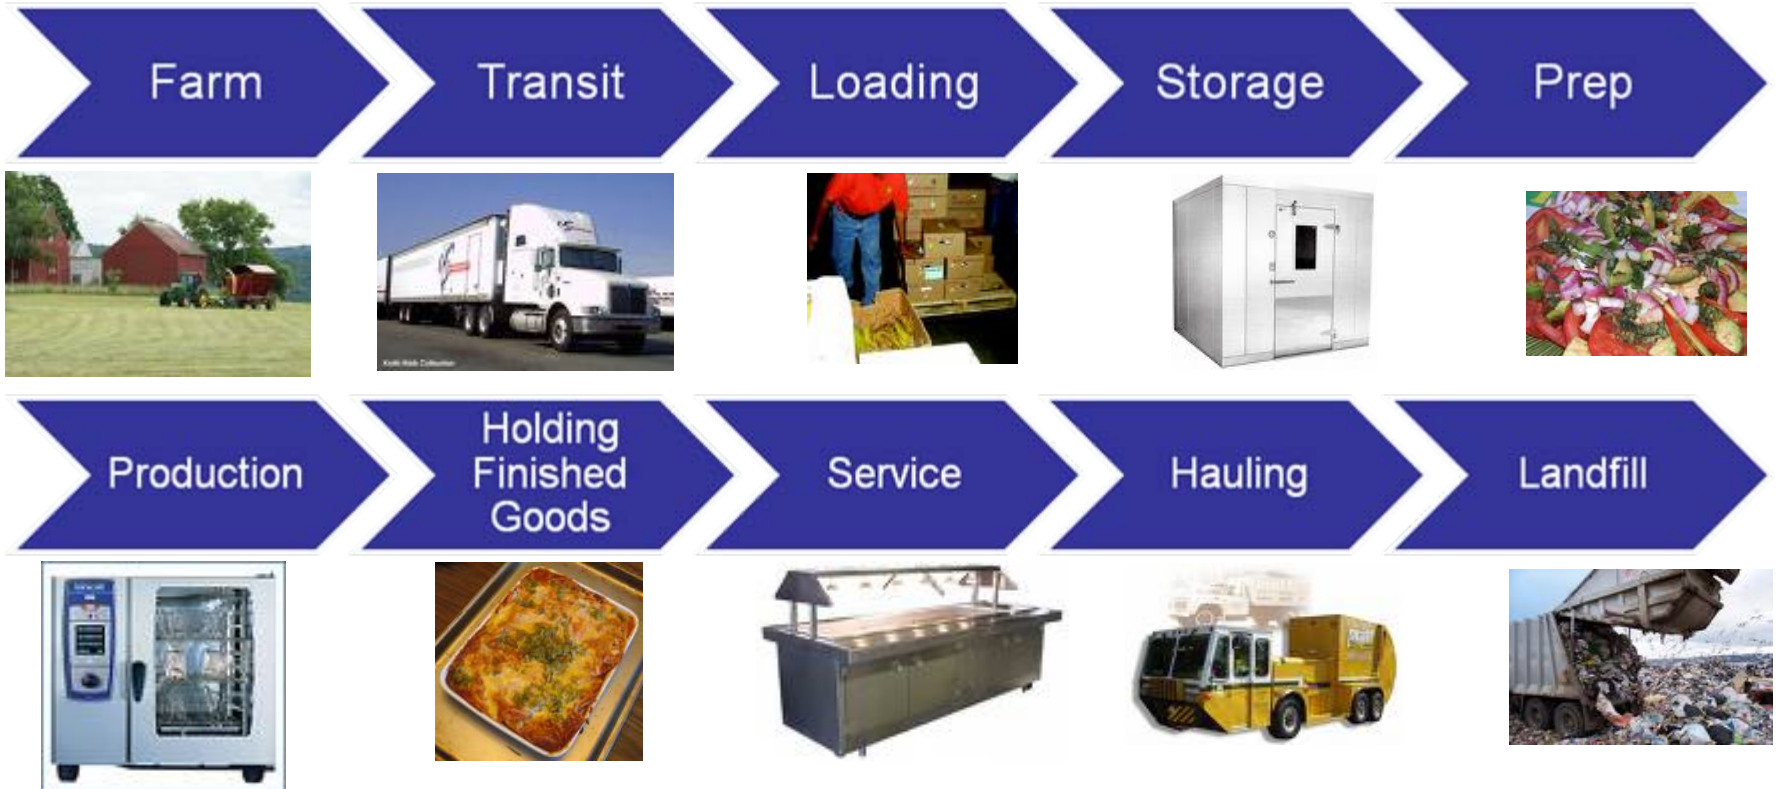 Farm
Transit
Loading
Storage
Prep
Production
Holding
Finished
Goods
Service
Hauling
Landfill